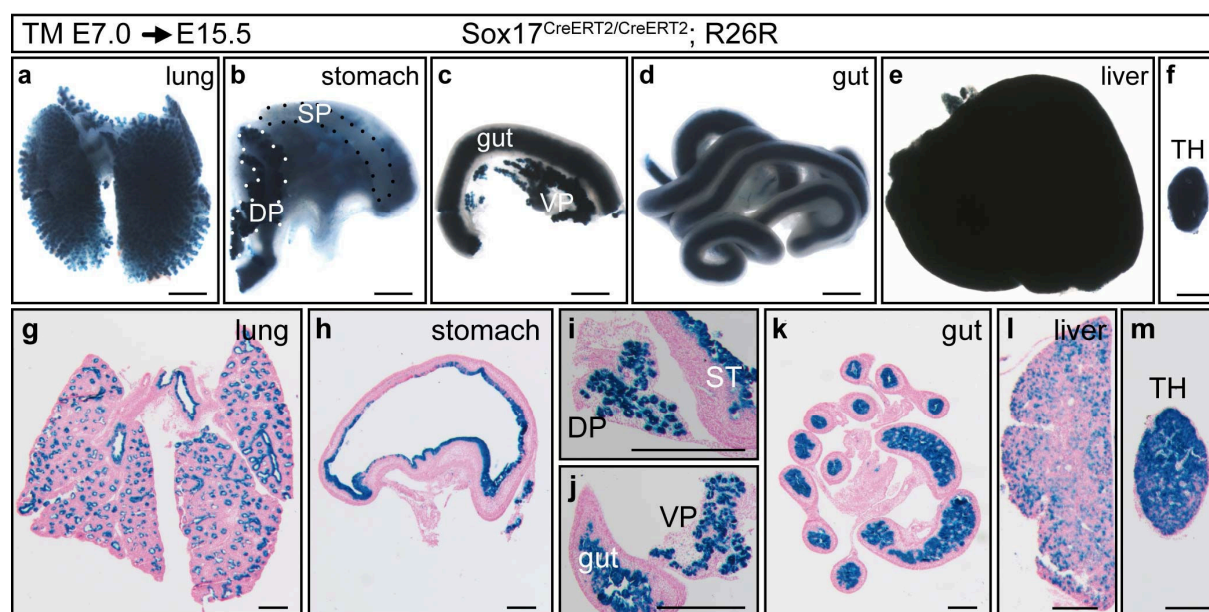 TM E7.0 → E15.5 Sox17CreERT2/CreERT2; R26R
a lung
b stomach
SP
DP
c
gut
VP
d gut
e liver
f
TH
g lung
h stomach
i
ST
DP
j
VP
gut
k gut
l liver
m
TH